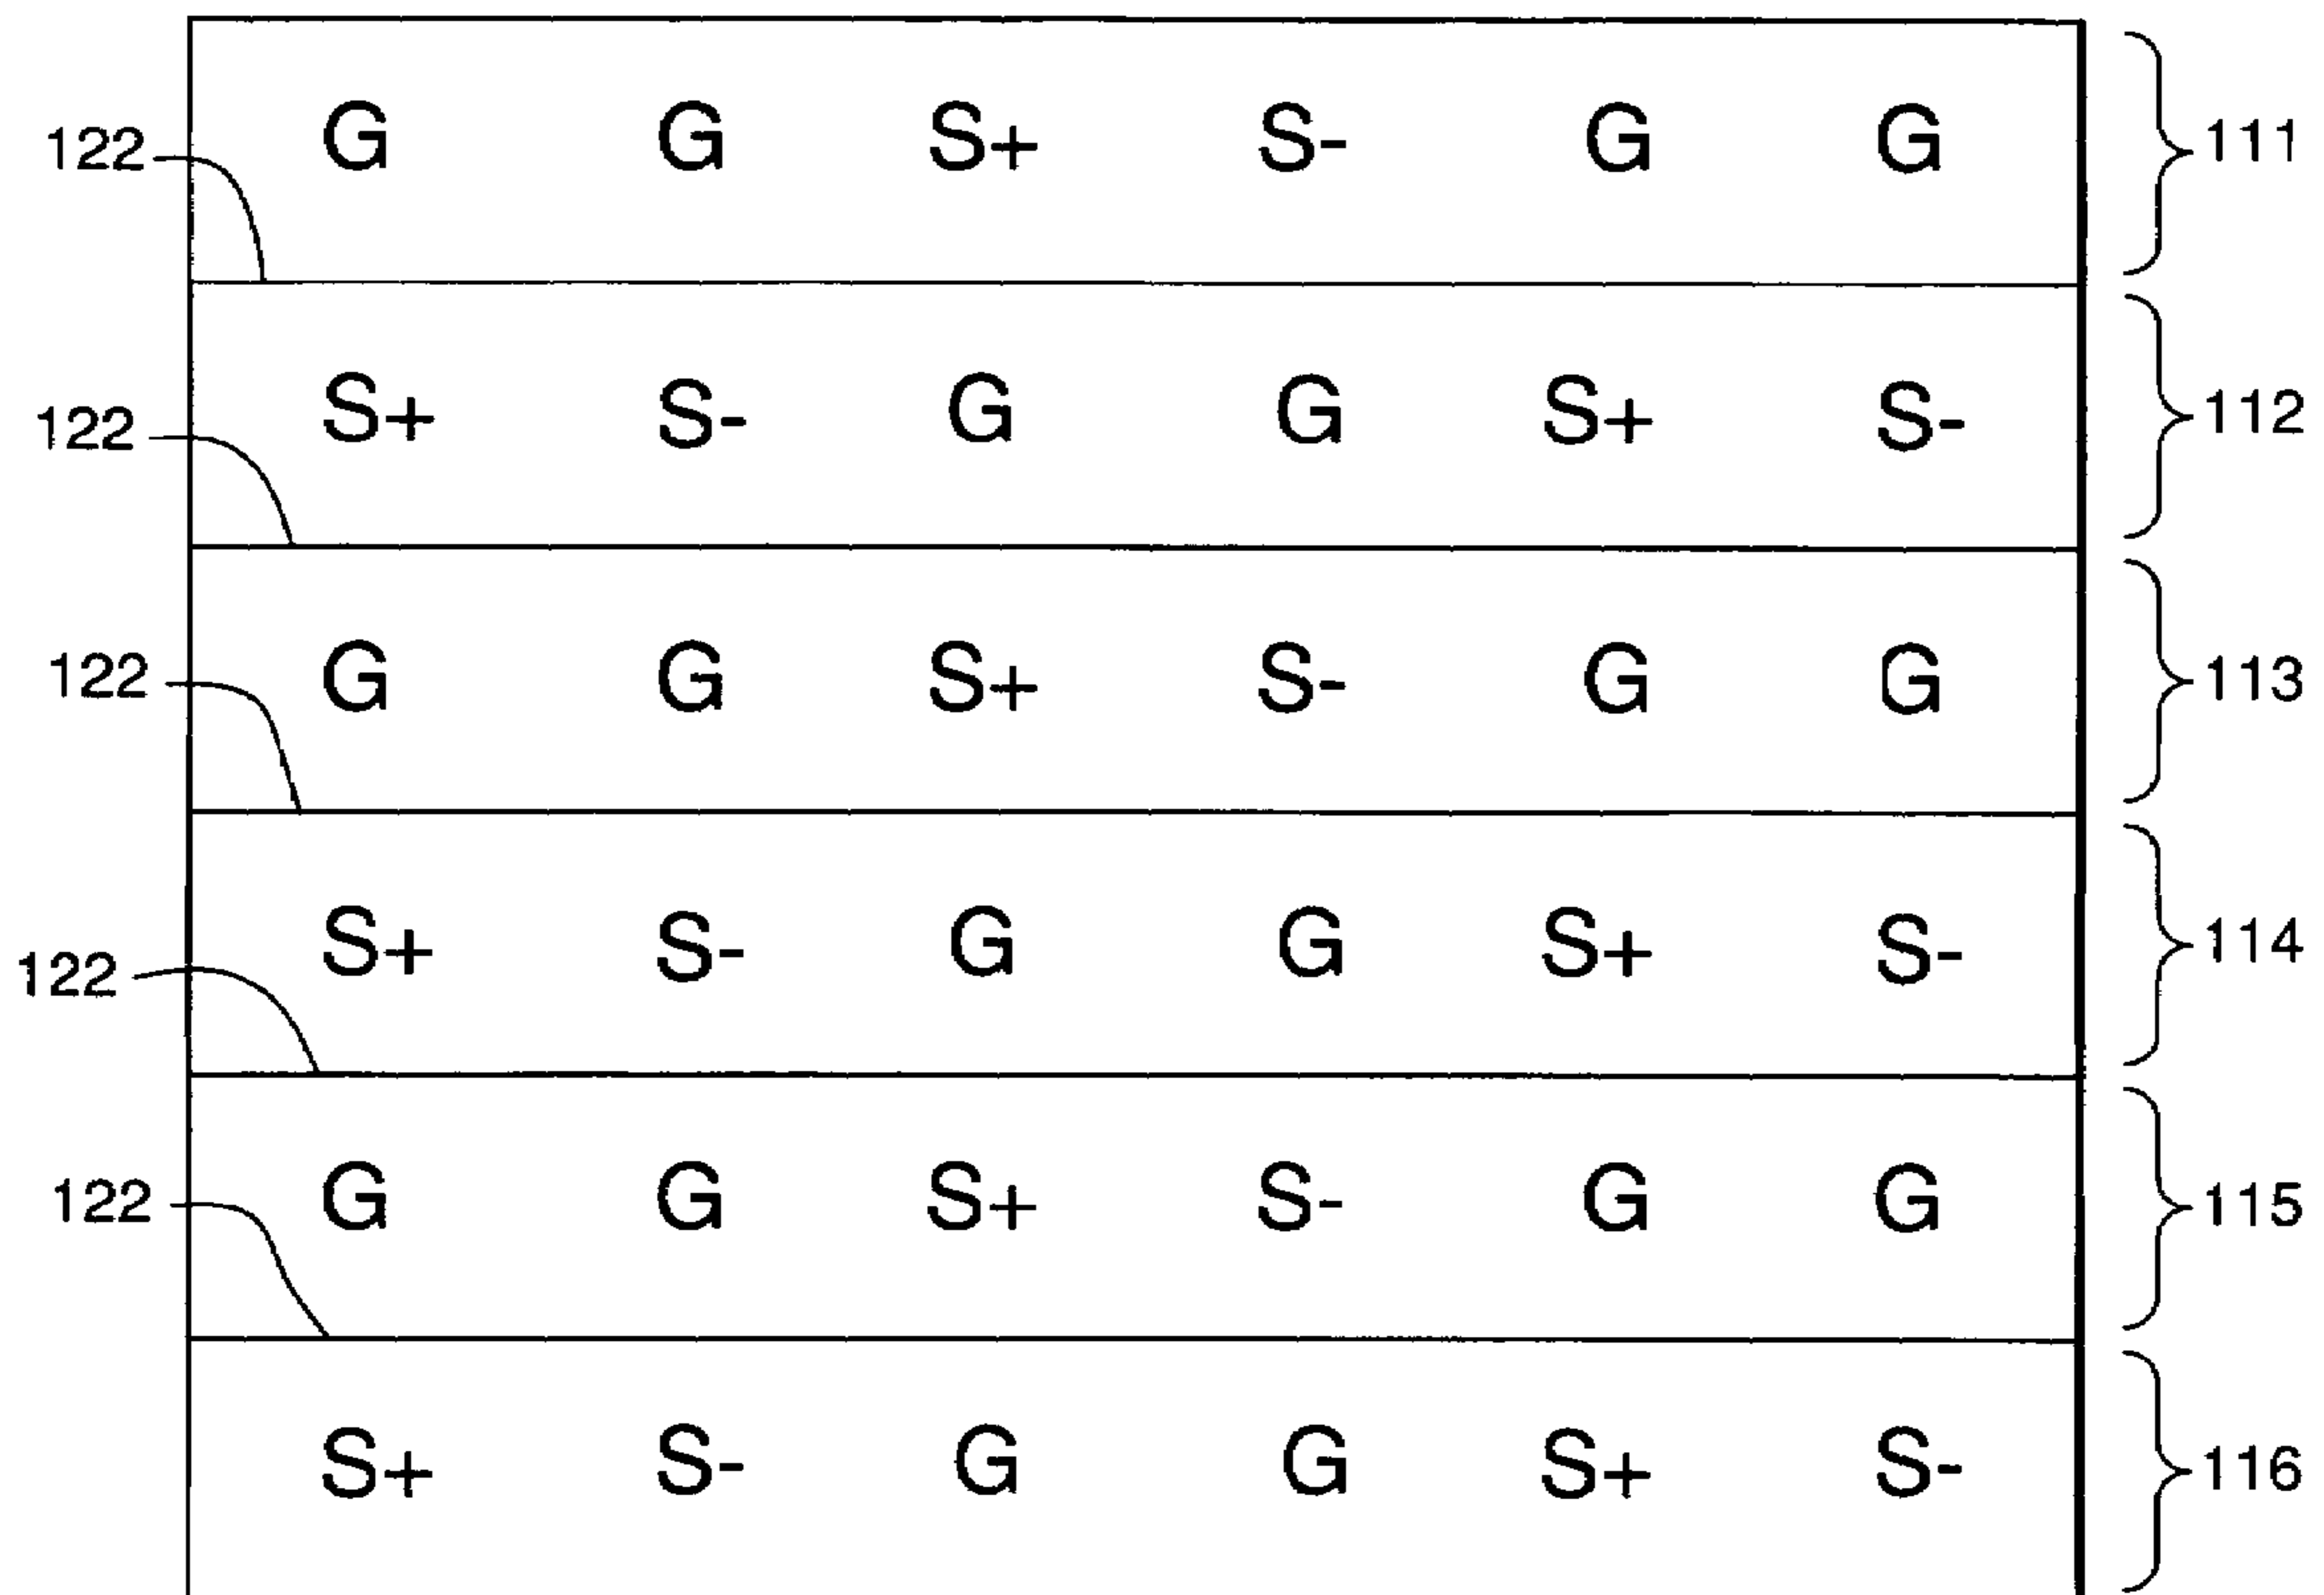 122 G G S+ S- G G 111
122 S+ S- G G S+ S- 112
122 G G S+ S- G G 113
122 S+ S- G G S+ S- 114
122 G G S+ S- G G 115
S+ S- G G S+ S- 116